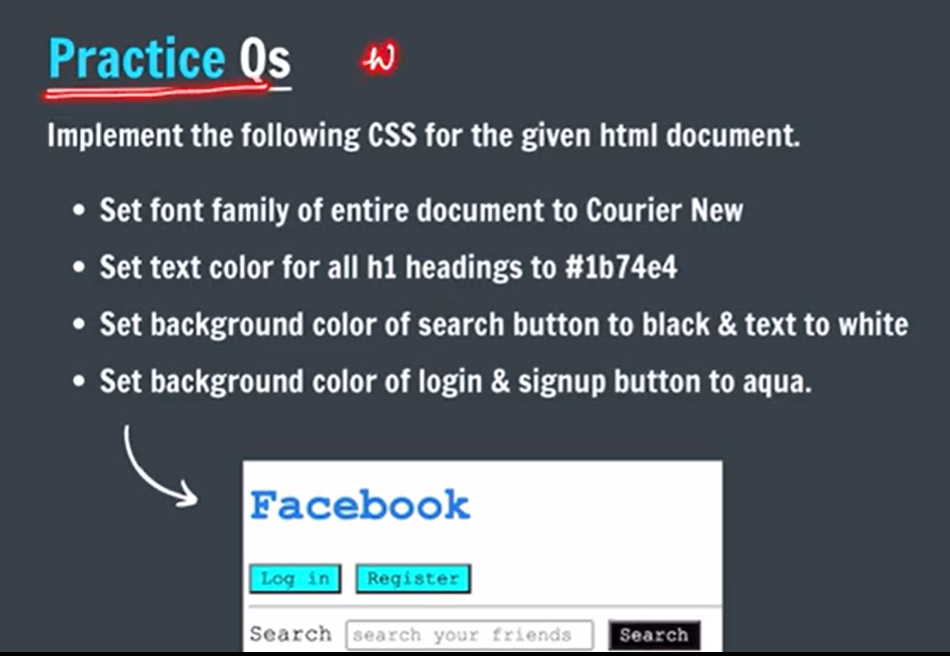 Practice Qs
Implement the following CSS for the given html document.
• Set font family of entire document to Courier New
• Set text color for all h1 headings to #1b74e4
• Set background color of search button to black & text to white
• Set background color of login & signup button to aqua.
Facebook
Log in Register
Search search your friends Search